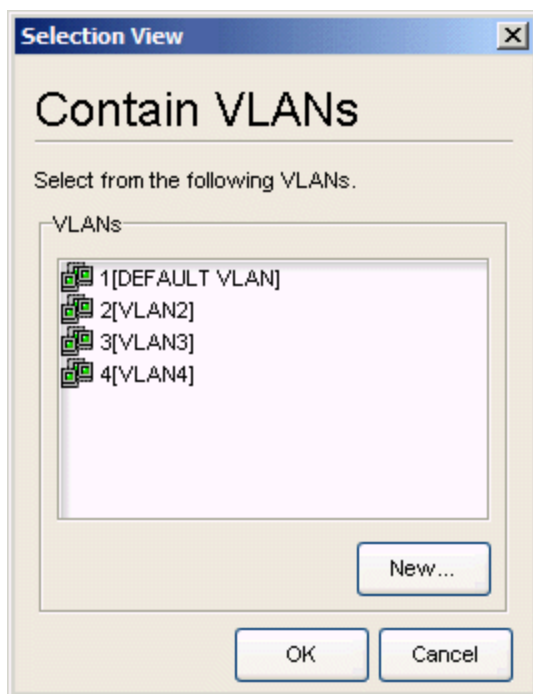 Selection View
Contain VLANs
Select from the following VLANs.
VLANs
1[DEFAULT VLAN]
2[VLAN2]
3[VLAN3]
4[VLAN4]
New...
OK
Cancel